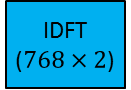 IDFT
(768 × 2)